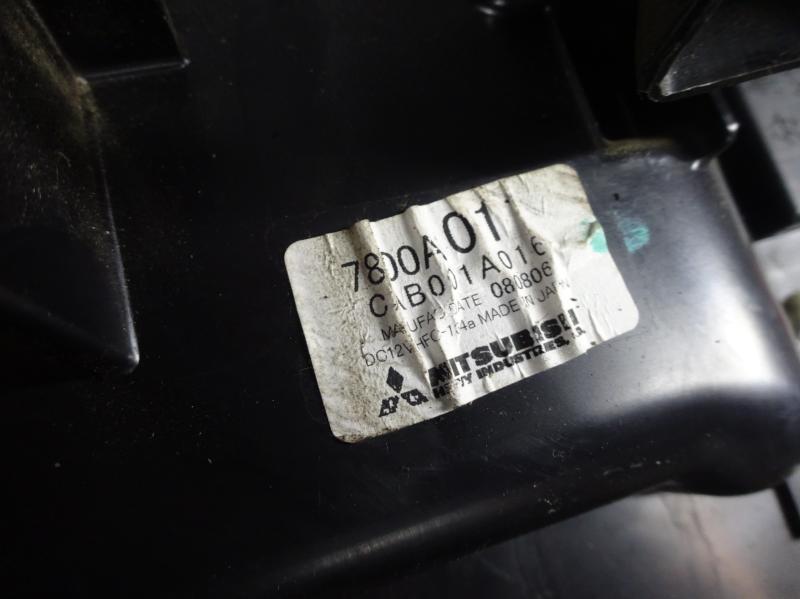 7800A01
CAB001A016
MANUFAC DATE 080806
DC12V HFC-134a MADE IN JAPAN
MITSUBISHI
HEAVY INDUSTRIES,